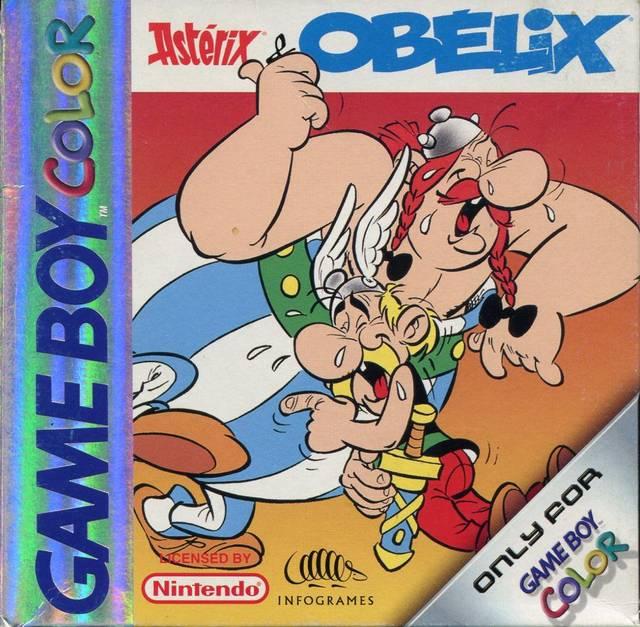 GAME BOY COLOR
TM
Astérix & OBÉLIX
LICENSED BY
Nintendo®
INFOGRAMES
ONLY FOR
GAME BOY
COLOR